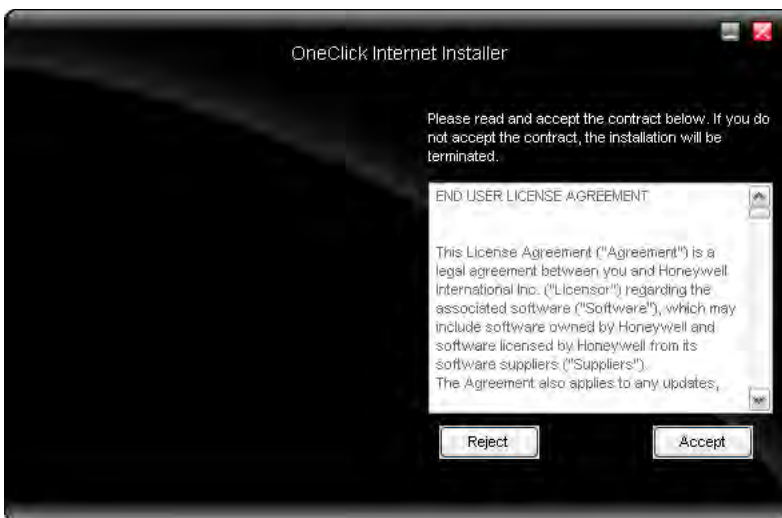 OneClick Internet Installer
Please read and accept the contract below. If you do
not accept the contract, the installation will be
terminated.
END USER LICENSE AGREEMENT
This License Agreement ("Agreement") is a
legal agreement between you and Honeywell
International Inc. ("Licensor") regarding the
associated software ("Software"), which may
include software owned by Honeywell and
software licensed by Honeywell from its
software suppliers ("Suppliers").
The Agreement also applies to any updates,
Reject
Accept